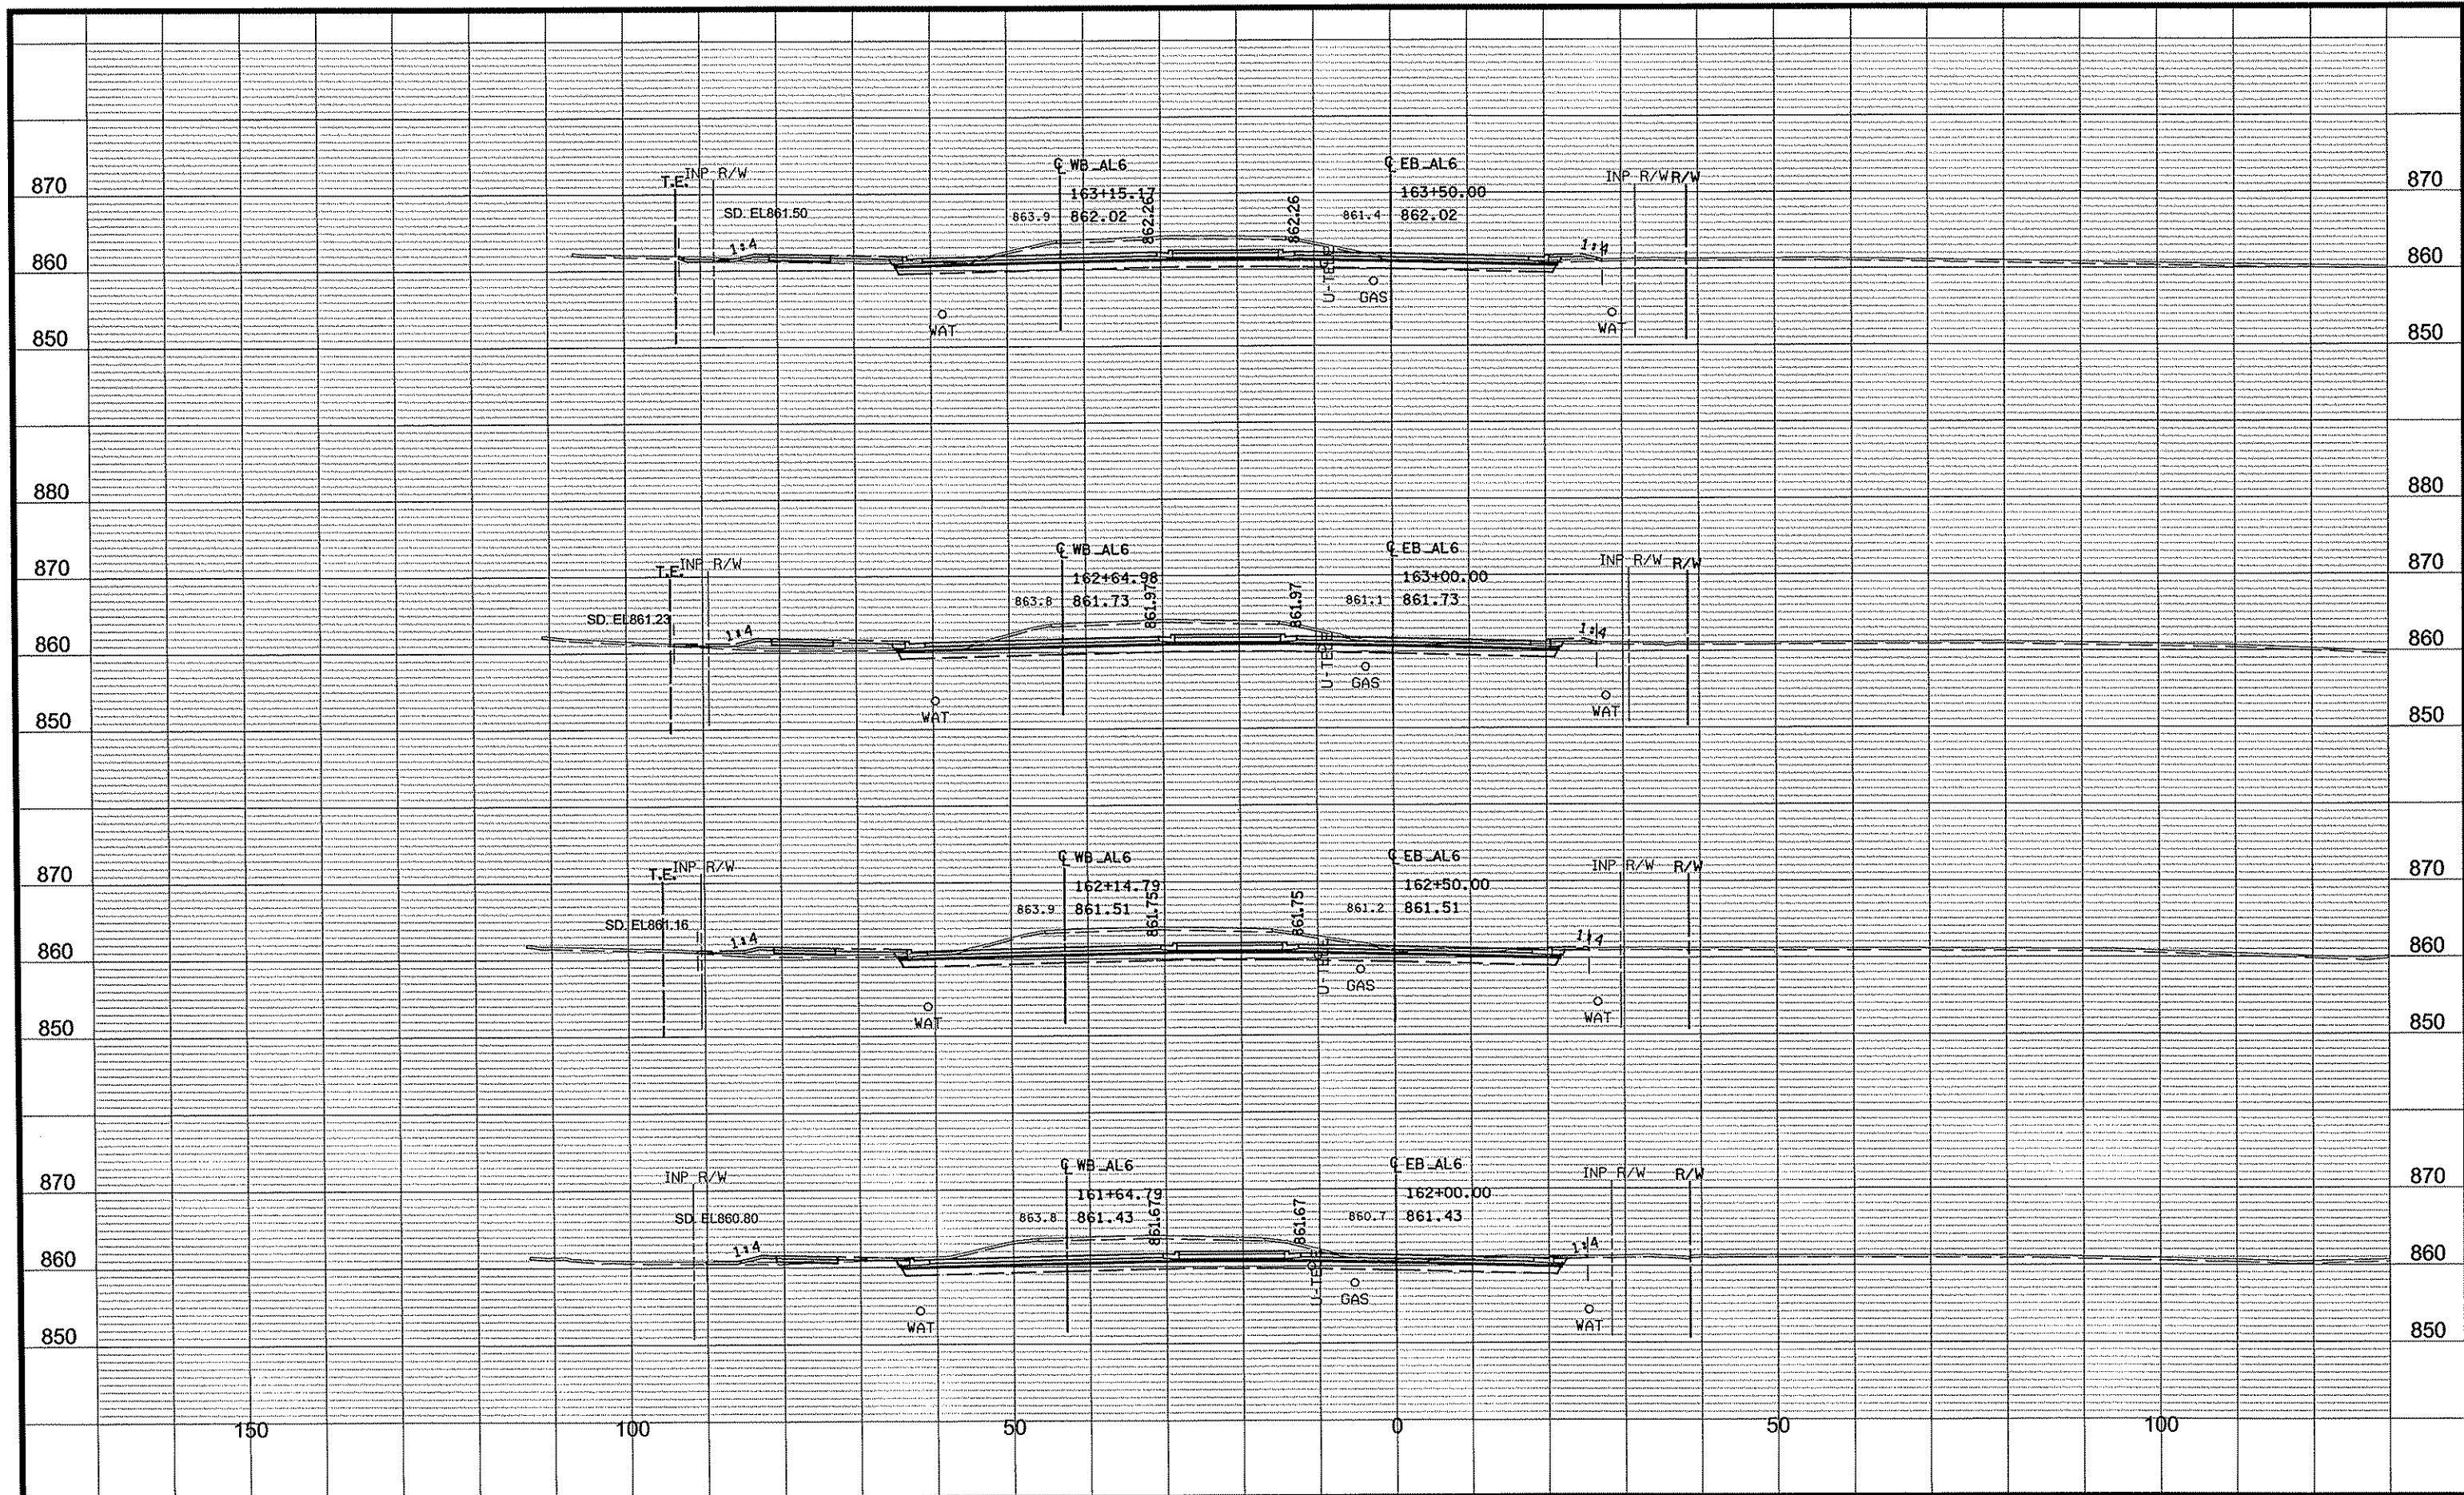 ℄ WB_AL6
℄ EB_AL6
T.E. INP R/W
INP R/W R/W
870
163+15.17
163+50.00
870
SD. EL861.50
863.9
862.02
862.26
862.26
861.4
862.02
1:4
1:4
860
860
U-TELE
GAS
WAT
WAT
850
850
880
880
℄ WB_AL6
℄ EB_AL6
T.E. INP R/W
INP R/W R/W
870
162+64.98
163+00.00
870
SD. EL861.23
863.8
861.73
861.97
861.97
861.1
861.73
1:4
1:4
860
860
U-TELE
GAS
WAT
WAT
850
850
℄ WB_AL6
℄ EB_AL6
T.E. INP R/W
INP R/W R/W
870
162+14.79
162+50.00
870
SD. EL861.16
863.9
861.51
861.75
861.75
861.2
861.51
1:4
1:4
860
860
U-TELE
GAS
WAT
WAT
850
850
℄ WB_AL6
℄ EB_AL6
INP R/W
INP R/W R/W
870
161+64.79
162+00.00
870
SD. EL860.80
863.8
861.43
861.67
861.67
860.7
861.43
1:4
1:4
860
860
U-TELE
GAS
WAT
WAT
850
850
150
100
50
0
50
100